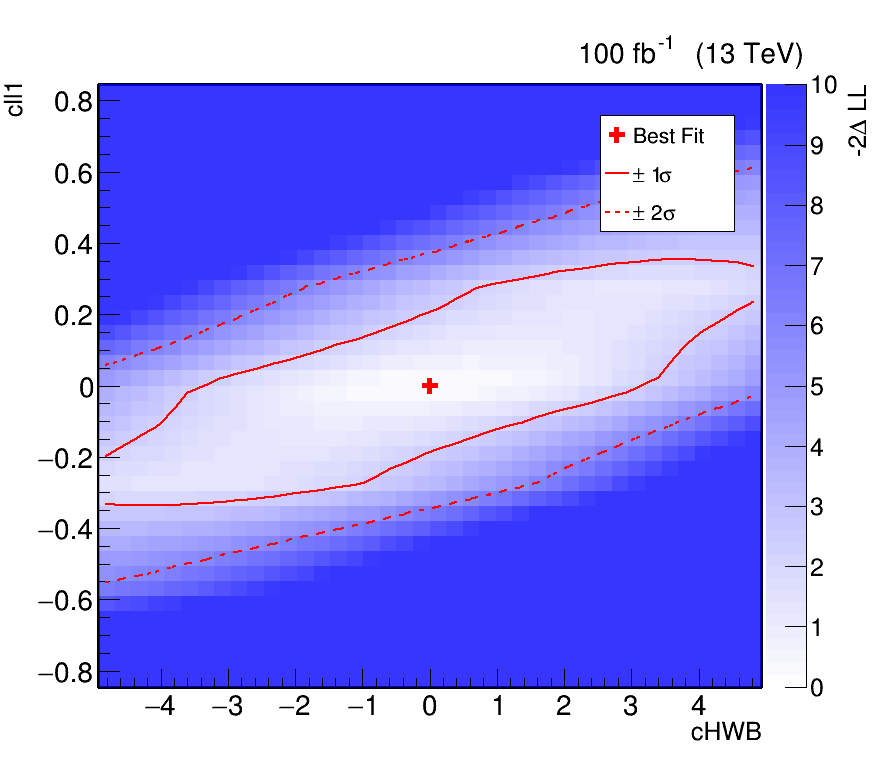 100 fb⁻¹ (13 TeV)
cll1
-2Δ LL
Best Fit
± 1σ
± 2σ
0.8
0.6
0.4
0.2
0
−0.2
−0.4
−0.6
−0.8
−4 −3 −2 −1 0 1 2 3 4
cHWB
10
9
8
7
6
5
4
3
2
1
0